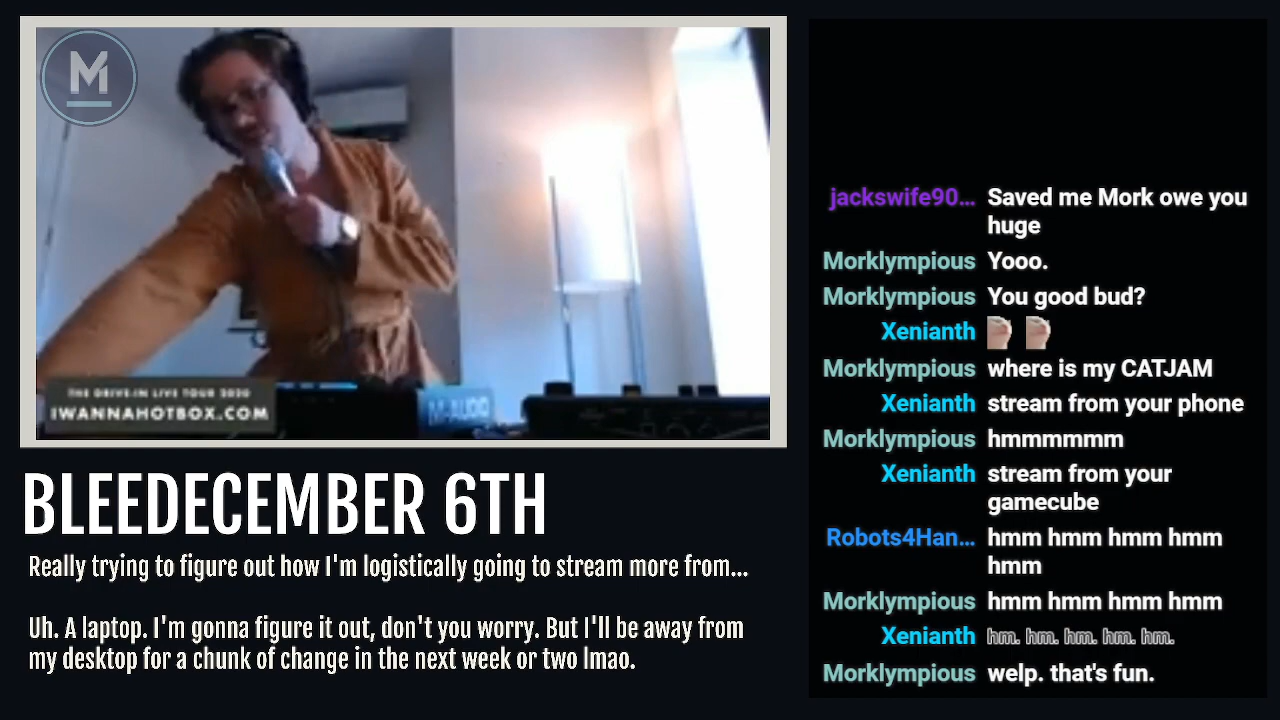 M
THE DRIVE-IN LIVE TOUR 2020
IWANNAHOTBOX.COM
M-AUDIO
BLEEDECEMBER 6TH
Really trying to figure out how I'm logistically going to stream more from...
Uh. A laptop. I'm gonna figure it out, don't you worry. But I'll be away from
my desktop for a chunk of change in the next week or two lmao.
jackswife90… Saved me Mork owe you
huge
Morklympious Yooo.
Morklympious You good bud?
Xenianth
Morklympious where is my CATJAM
Xenianth stream from your phone
Morklympious hmmmmmm
Xenianth stream from your
gamecube
Robots4Han… hmm hmm hmm hmm
hmm
Morklympious hmm hmm hmm hmm
Xenianth hm. hm. hm. hm. hm.
Morklympious welp. that's fun.